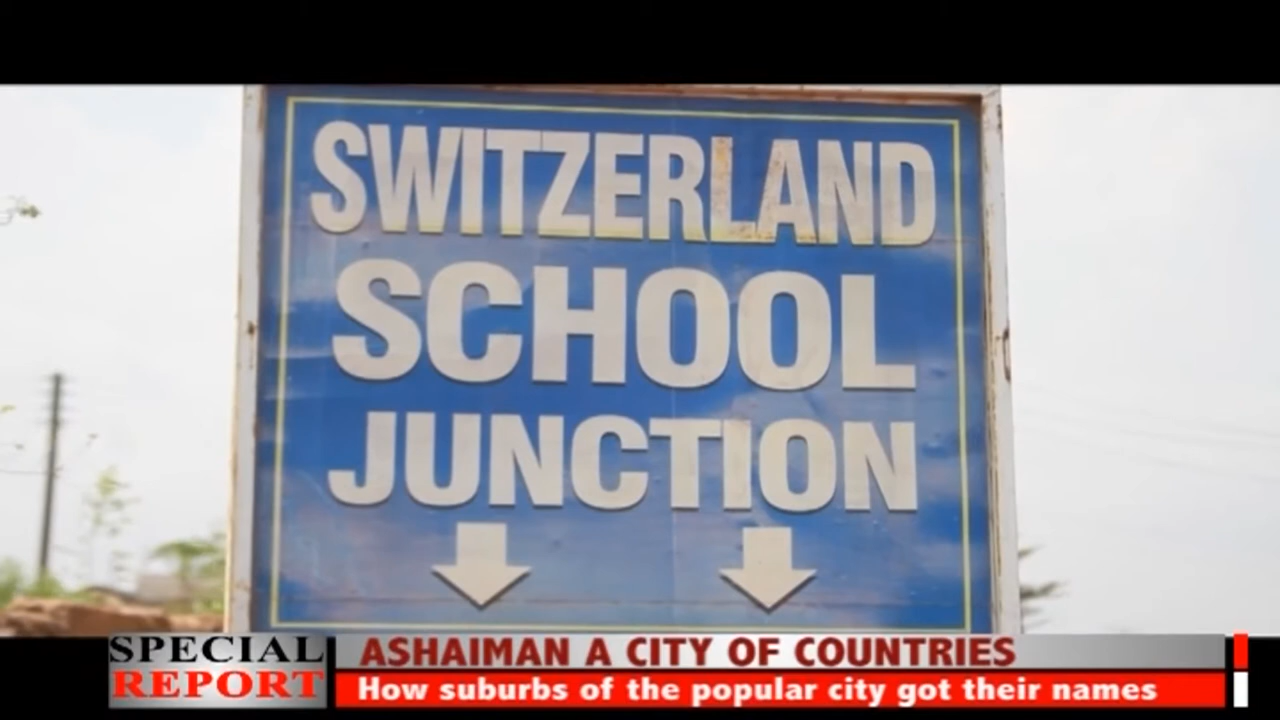 SWITZERLAND
SCHOOL
JUNCTION
SPECIAL
REPORT
ASHAIMAN A CITY OF COUNTRIES
How suburbs of the popular city got their names